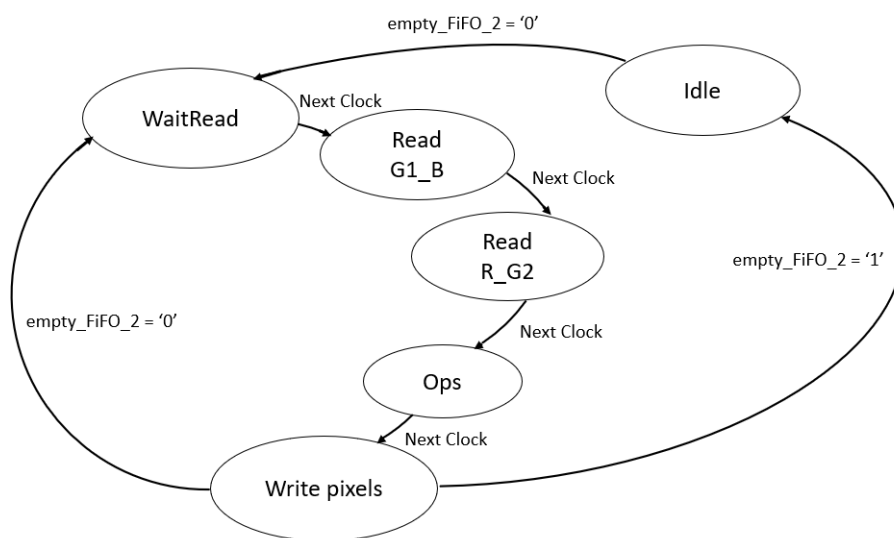 empty_FiFO_2 = ‘0’
Idle
WaitRead
Next Clock
Read
G1_B
Next Clock
Read
R_G2
empty_FiFO_2 = ‘1’
empty_FiFO_2 = ‘0’
Next Clock
Ops
Next Clock
Write pixels